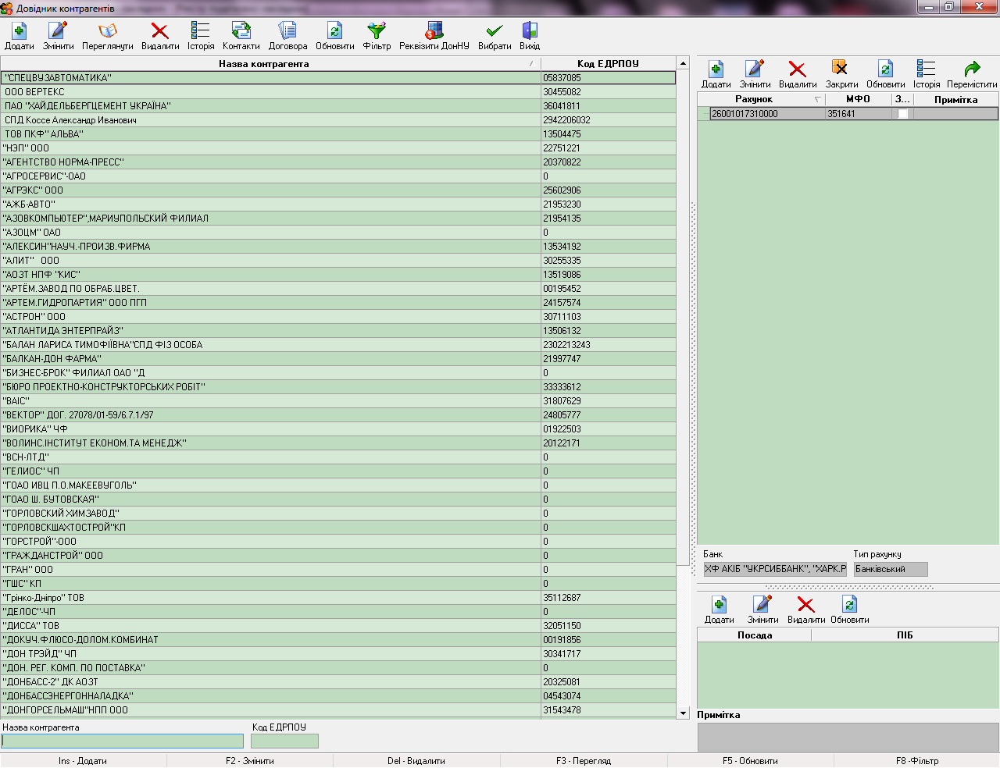 Довідник контрагентів
Додати Змінити Переглянути Видалити Історія Контакти Договора Обновити Фільтр Реквізити ДонНУ Вибрати Вихід
Назва контрагента Код ЕДРПОУ
"СПЕЦВУЗАВТОМАТИКА" 05837085
ООО ВЕРТЕКС 30455082
ПАО "ХАЙДЕЛЬБЕРГЦЕМЕНТ УКРАЇНА" 36041811
СПД Коссе Александр Иванович 2942206032
ТОВ ПКФ" АЛЬВА" 13504475
"НЭП" ООО 22751221
"АГЕНТСТВО НОРМА-ПРЕСС" 20370822
"АГРОСЕРВИС"-ОАО 0
"АГРЭКС" ООО 25602906
"АЖБ-АВТО" 21953230
"АЗОВКОМПЬЮТЕР",МАРИУПОЛЬСКИЙ ФИЛИАЛ 21954135
"АЗОЦМ" ОАО 0
"АЛЕКСИН"НАУЧ.-ПРОИЗВ.ФИРМА 13534192
"АЛИТ" ООО 30255335
"АОЗТ НПФ "КИС" 13519086
"АРТЁМ.ЗАВОД ПО ОБРАБ.ЦВЕТ. 00195452
"АРТЕМ.ГИДРОПАРТИЯ" ООО ПГП 24157574
"АСТРОН" ООО 30711103
"АТЛАНТИДА ЭНТЕРПРАЙЗ" 13506132
"БАЛАН ЛАРИСА ТИМОФІЇВНА"СПД ФІЗ ОСОБА 2302213243
"БАЛКАН-ДОН ФАРМА" 21997747
"БИЗНЕС-БРОК" ФИЛИАЛ ОАО "Д 0
"БЮРО ПРОЕКТНО-КОНСТРУКТОРСЬКИХ РОБІТ" 33333612
"ВАІС" 31807629
"ВЕКТОР" ДОГ. 27078/01-59/6.7.1/97 24805777
"ВИОРИКА" ЧФ 01922503
"ВОЛИНС.ІНСТИТУТ ЕКОНОМ.ТА МЕНЕДЖ" 20122171
"ВСН-ЛТД" 0
"ГЕЛИОС" ЧП 0
"ГОАО ИВЦ П.О.МАКЕЕВУГОЛЬ" 0
"ГОАО Ш. БУТОВСКАЯ" 0
"ГОРЛОВСКИЙ ХИМЗАВОД" 0
"ГОРЛОВСКШАХТОСТРОЙ"КП 0
"ГОРСТРОЙ"-ООО 0
"ГРАЖДАНСТРОЙ" ООО 0
"ГРАН" ООО 0
"ГШС" КП 0
"Грінко-Дніпро" ТОВ 35112687
"ДЕЛОС"-ЧП 0
"ДИССА" ТОВ 32051150
"ДОКУЧ.ФЛЮСО-ДОЛОМ.КОМБИНАТ 00191856
"ДОН ТРЭЙД" ЧП 30341717
"ДОН. РЕГ. КОМП. ПО ПОСТАВКА" 0
"ДОНБАСС-2" ДК АОЗТ 20325081
"ДОНБАССЭНЕРГОННАЛАДКА" 04543074
"ДОНГОРСЕЛЬМАШ"НПП ООО 31543478
Назва контрагента Код ЕДРПОУ
Додати Змінити Видалити Закрити Обновити Історія Перемістити
Рахунок МФО З... Примітка
26001017310000 351641
Банк Тип рахунку
ХФ АКІБ "УКРСИББАНК", "ХАРК.Р Банківський
Додати Змінити Видалити Обновити
Посада ПІБ
Примітка
Ins - Додати F2 - Змінити Del - Видалити F3 - Перегляд F5 - Обновити F8 -Фільтр